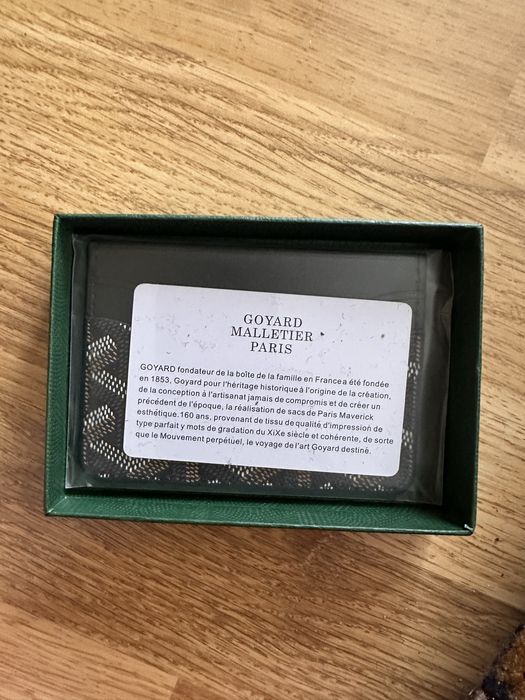 GOYARD
MALLETIER
PARIS
GOYARD fondateur de la boîte de la famille en France a été fondée
en 1853, Goyard pour l'héritage historique à l'origine de la création,
de la conception à l'artisanat jamais de compromis et de créer un
précédent de l'époque, la réalisation de sacs de Paris Maverick
esthétique.160 ans, provenant de tissu de qualité d'impression de
type parfait y mots de gradation du XiXe siècle et cohérente, de sorte
que le Mouvement perpétuel, le voyage de l'art Goyard destiné.